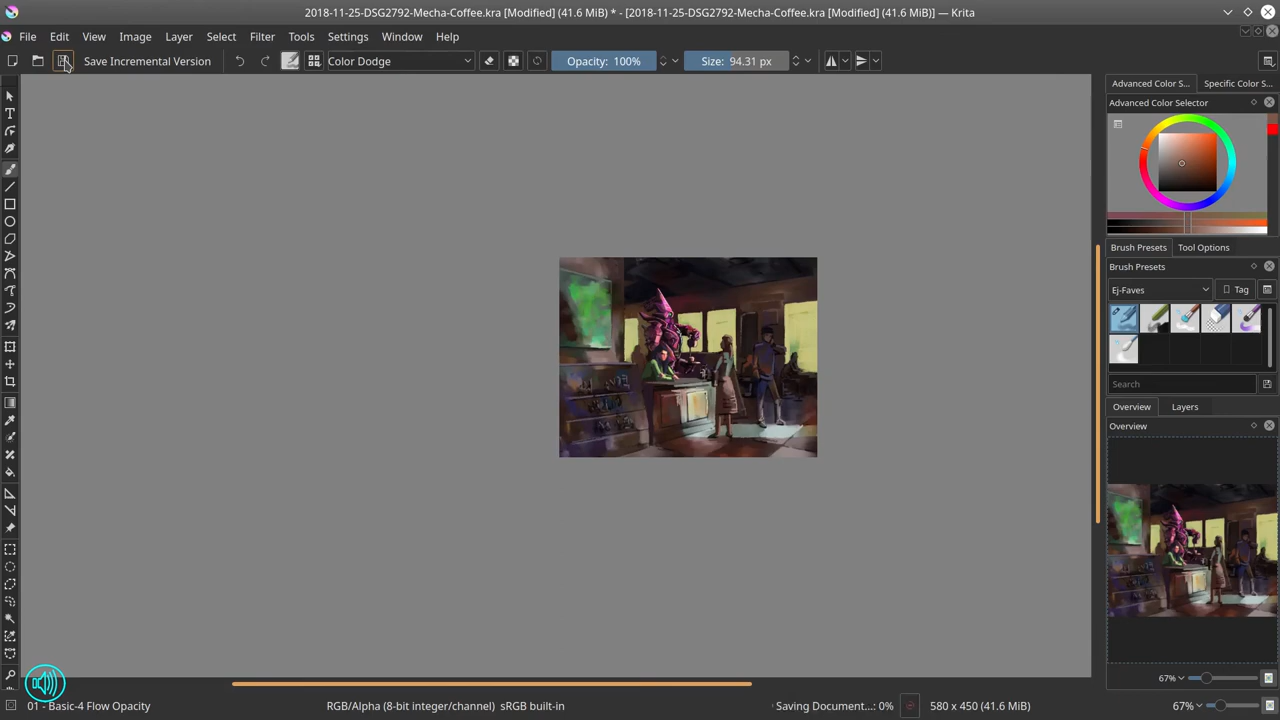 2018-11-25-DSG2792-Mecha-Coffee.kra [Modified] (41.6 MiB) * - [2018-11-25-DSG2792-Mecha-Coffee.kra [Modified] (41.6 MiB)] — Krita
File Edit View Image Layer Select Filter Tools Settings Window Help
Save Incremental Version Color Dodge Opacity: 100% Size: 94.31 px
Advanced Color S... Specific Color S...
Advanced Color Selector
Brush Presets Tool Options
Brush Presets
Ej-Faves Tag
Search
Overview Layers
Overview
67%
01 - Basic-4 Flow Opacity RGB/Alpha (8-bit integer/channel) sRGB built-in Saving Document...: 0% 580 x 450 (41.6 MiB) 67%